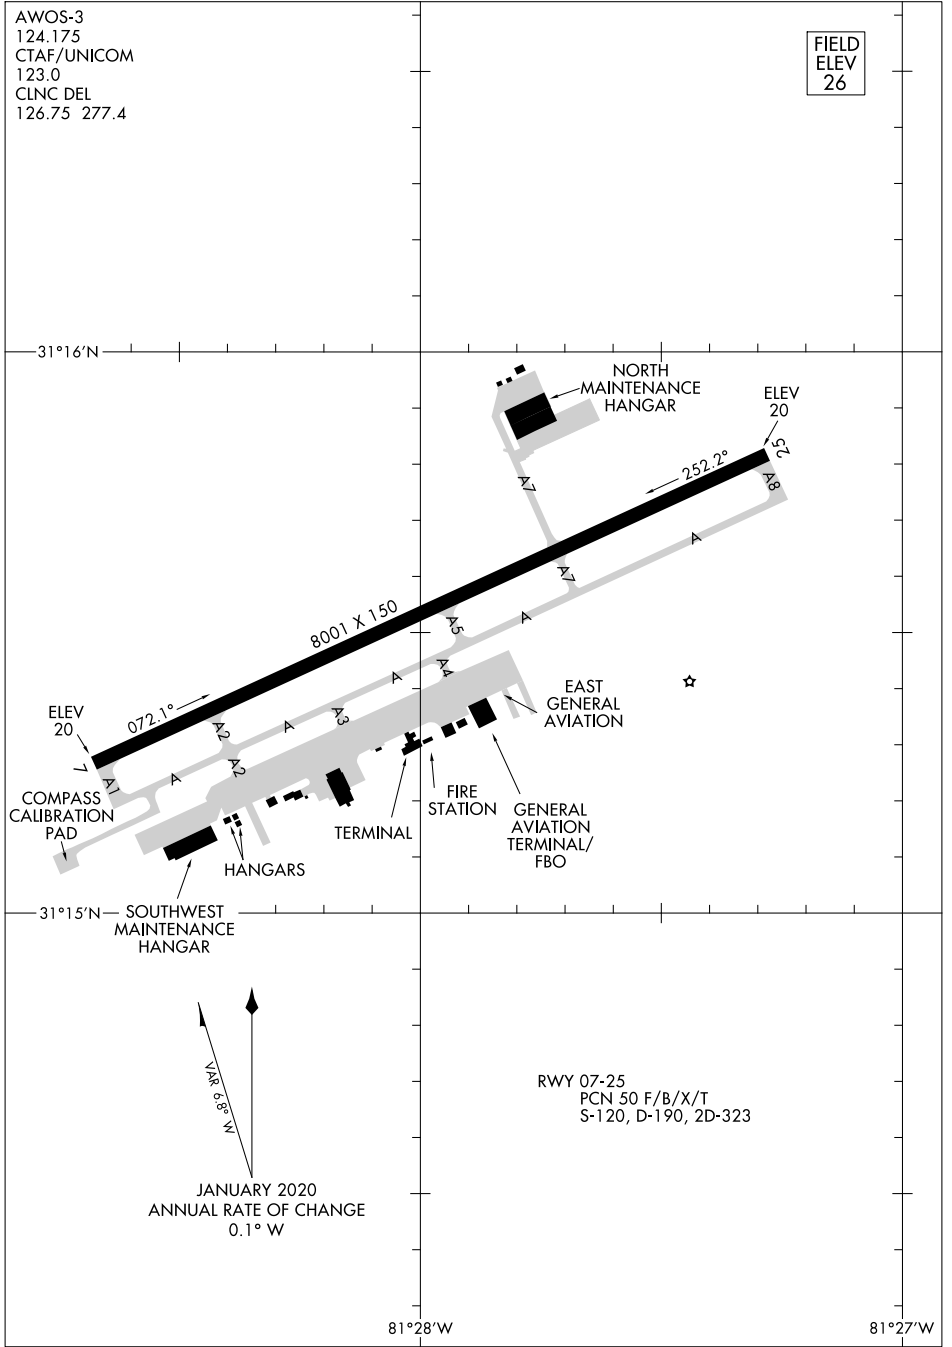 AWOS-3
124.175
CTAF/UNICOM
123.0
CLNC DEL
126.75 277.4
FIELD
ELEV
26
31°16'N
NORTH
MAINTENANCE
HANGAR
ELEV
20
25
252.2°
A8
A7
A
A7
8001 X 150
A
A5
A
A4
EAST
GENERAL
AVIATION
072.1°
A3
A
A2
ELEV
20
7
A2
A
A1
COMPASS
CALIBRATION
PAD
FIRE
STATION
TERMINAL
GENERAL
AVIATION
TERMINAL/
FBO
HANGARS
31°15'N
SOUTHWEST
MAINTENANCE
HANGAR
VAR 6.8° W
RWY 07-25
PCN 50 F/B/X/T
S-120, D-190, 2D-323
JANUARY 2020
ANNUAL RATE OF CHANGE
0.1° W
81°28'W
81°27'W